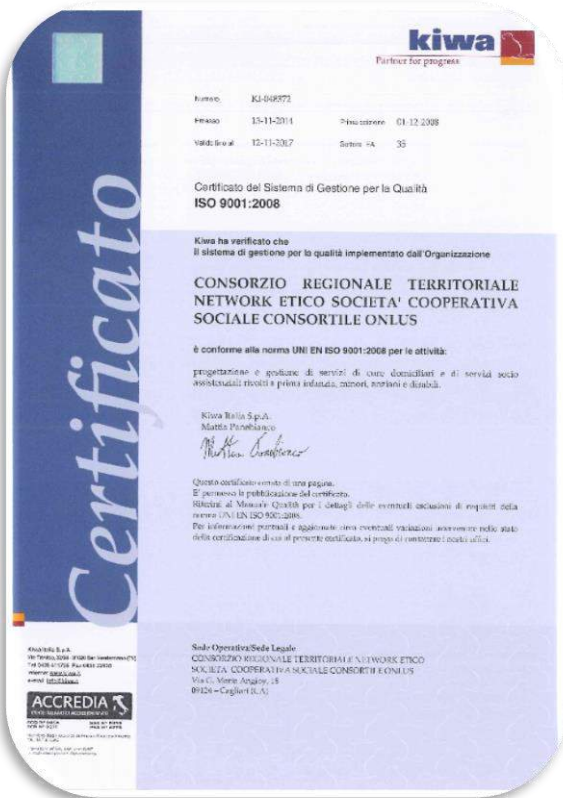 kiwa
Partner for progress
Numero KI-048372
Emesso 13-11-2014 Prima edizione 01-12-2008
Valido fino al 12-11-2017 Settore EA 38
Certificato del Sistema di Gestione per la Qualità
ISO 9001:2008
Kiwa ha verificato che
il sistema di gestione per la qualità implementato dall'Organizzazione
CONSORZIO REGIONALE TERRITORIALE
NETWORK ETICO SOCIETA' COOPERATIVA
SOCIALE CONSORTILE ONLUS
è conforme alla norma UNI EN ISO 9001:2008 per le attività:
progettazione e gestione di servizi di cure domiciliari e di servizi socio
assistenziali rivolti a prima infanzia, minori, anziani e disabili.
Kiwa Italia S.p.A.
Mattia Panebianco
Questo certificato consta di una pagina.
E' permessa la pubblicazione del certificato.
Riferirsi al Manuale Qualità per i dettagli delle eventuali esclusioni di requisiti della
norma UNI EN ISO 9001:2008.
Per informazioni puntuali e aggiornate circa eventuali variazioni intervenute nello stato
della certificazione di cui al presente certificato, si prega di contattare i nostri uffici.
Certificato
Sede Operativa/Sede Legale
CONSORZIO REGIONALE TERRITORIALE NETWORK ETICO
SOCIETA' COOPERATIVA SOCIALE CONSORTILE ONLUS
Via G. Maria Angioy, 18
09124 – Cagliari (CA)
Kiwa Italia S.p.A.
ACCREDIA